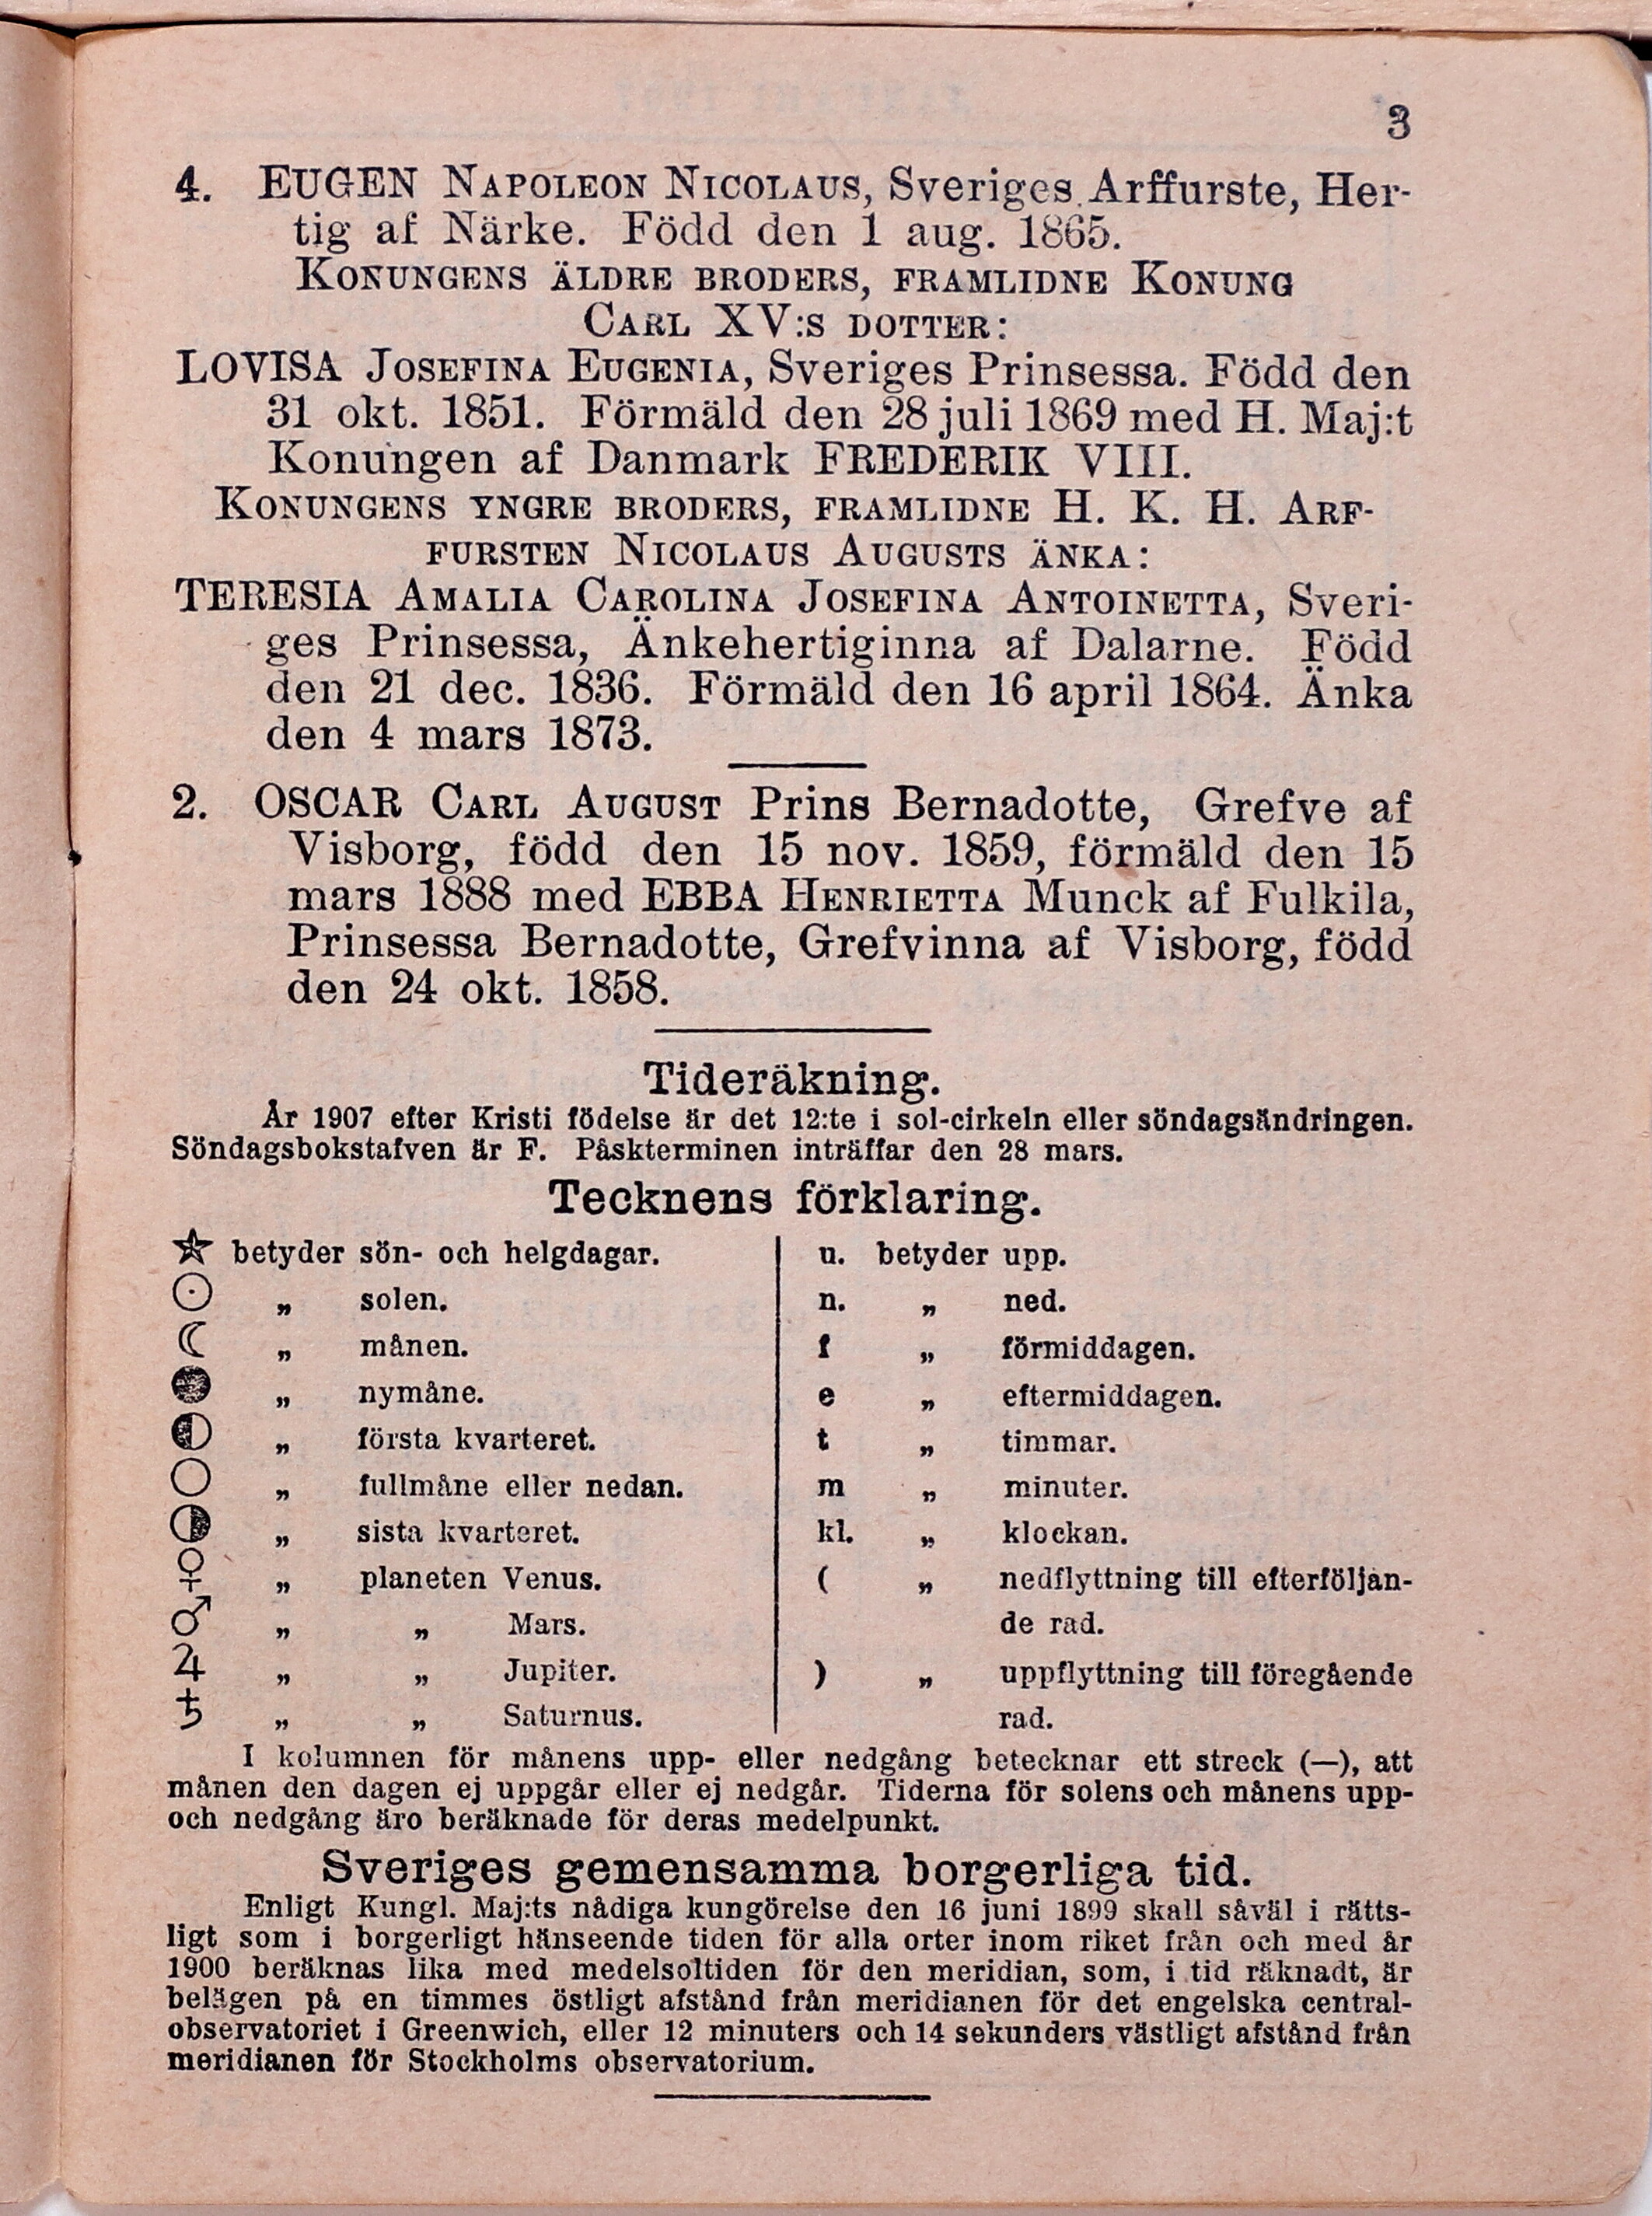 3
4. EUGEN NAPOLEON NICOLAUS, Sveriges Arffurste, Her-
tig af Närke. Född den 1 aug. 1865.
KONUNGENS ÄLDRE BRODERS, FRAMLIDNE KONUNG
CARL XV:S DOTTER:
LOVISA JOSEFINA EUGENIA, Sveriges Prinsessa. Född den
31 okt. 1851. Förmäld den 28 juli 1869 med H. Maj:t
Konungen af Danmark FREDERIK VIII.
KONUNGENS YNGRE BRODERS, FRAMLIDNE H. K. H. ARF-
FURSTEN NICOLAUS AUGUSTS ÄNKA:
TERESIA AMALIA CAROLINA JOSEFINA ANTOINETTA, Sveri-
ges Prinsessa, Änkehertiginna af Dalarne. Född
den 21 dec. 1836. Förmäld den 16 april 1864. Änka
den 4 mars 1873.
2. OSCAR CARL AUGUST Prins Bernadotte, Grefve af
Visborg, född den 15 nov. 1859, förmäld den 15
mars 1888 med EBBA HENRIETTA Munck af Fulkila,
Prinsessa Bernadotte, Grefvinna af Visborg, född
den 24 okt. 1858.
Tideräkning.
År 1907 efter Kristi födelse är det 12:te i sol-cirkeln eller söndagsändringen.
Söndagsbokstafven är F. Påskterminen inträffar den 28 mars.
Tecknens förklaring.
☆ betyder sön- och helgdagar.
☉ „ solen.
☾ „ månen.
● „ nymåne.
◐ „ första kvarteret.
○ „ fullmåne eller nedan.
◑ „ sista kvarteret.
♀ „ planeten Venus.
♂ „ „ Mars.
♃ „ „ Jupiter.
♄ „ „ Saturnus.
u. betyder upp.
n. „ ned.
f „ förmiddagen.
e „ eftermiddagen.
t „ timmar.
m „ minuter.
kl. „ klockan.
( „ nedflyttning till efterföljan-
de rad.
) „ uppflyttning till föregående
rad.
I kolumnen för månens upp- eller nedgång betecknar ett streck (—), att
månen den dagen ej uppgår eller ej nedgår. Tiderna för solens och månens upp-
och nedgång äro beräknade för deras medelpunkt.
Sveriges gemensamma borgerliga tid.
Enligt Kungl. Maj:ts nådiga kungörelse den 16 juni 1899 skall såväl i rätts-
ligt som i borgerligt hänseende tiden för alla orter inom riket från och med år
1900 beräknas lika med medelsoltiden för den meridian, som, i tid räknadt, är
belägen på en timmes östligt afstånd från meridianen för det engelska central-
observatoriet i Greenwich, eller 12 minuters och 14 sekunders västligt afstånd från
meridianen för Stockholms observatorium.